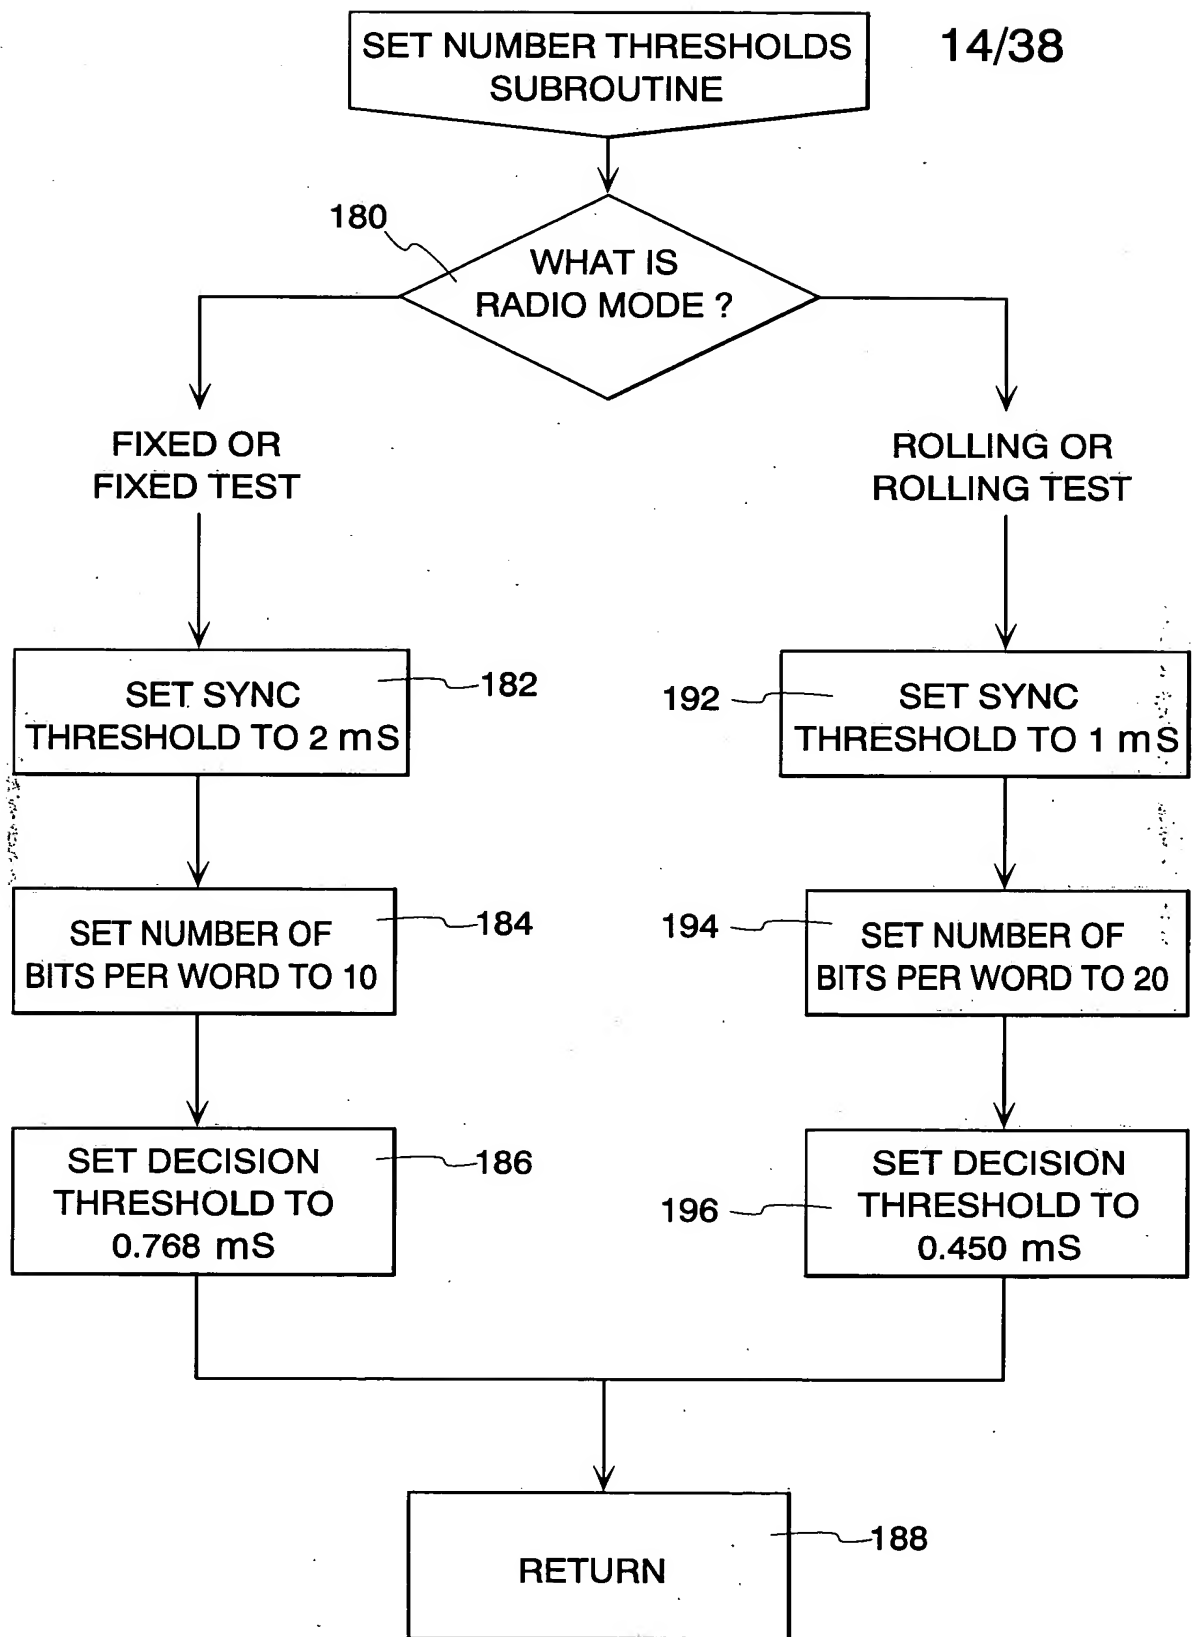 SET NUMBER THRESHOLDS
SUBROUTINE
14/38
180
WHAT IS
RADIO MODE ?
FIXED OR
FIXED TEST
ROLLING OR
ROLLING TEST
SET SYNC
THRESHOLD TO 2 mS
182
192
SET SYNC
THRESHOLD TO 1 mS
SET NUMBER OF
BITS PER WORD TO 10
184
194
SET NUMBER OF
BITS PER WORD TO 20
SET DECISION
THRESHOLD TO
0.768 mS
186
196
SET DECISION
THRESHOLD TO
0.450 mS
RETURN
188